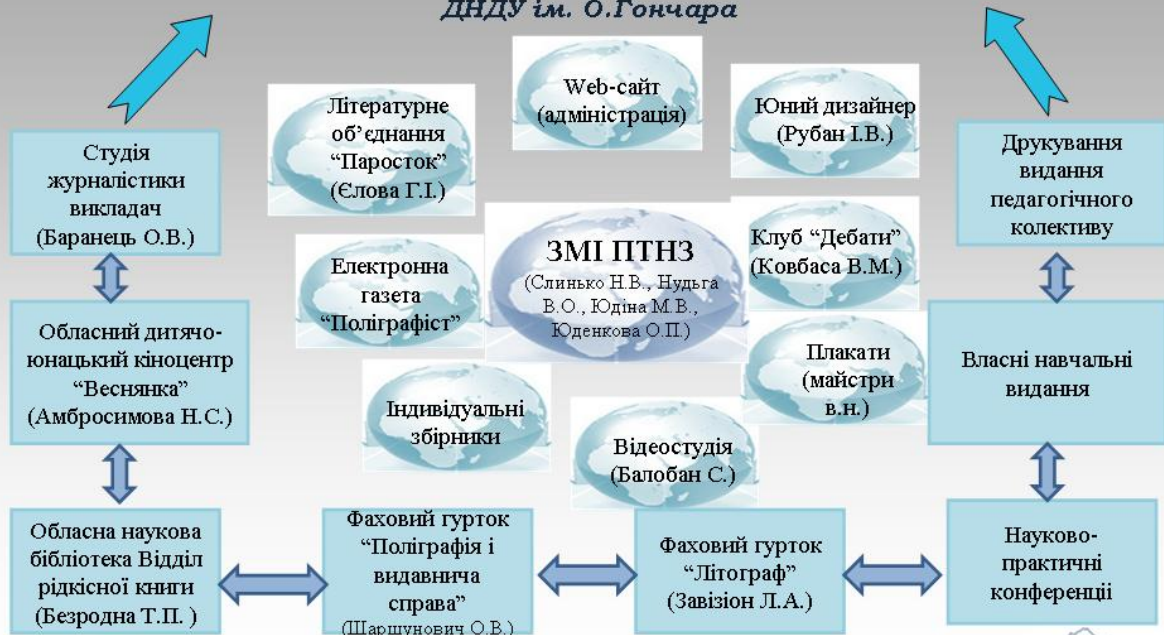 ДНДУ ім. О.Гончара
Web-сайт
(адміністрація)
Літературне
об’єднання
“Паросток”
(Єлова Г.І.)
Юний дизайнер
(Рубан І.В.)
Студія
журналістики
викладач
(Баранець О.В.)
Друкування
видання
педагогічного
колективу
ЗМІ ПТНЗ
(Слинько Н.В., Нудьга
В.О., Юдіна М.В.,
Юденкова О.П.)
Клуб “Дебати”
(Ковбаса В.М.)
Електронна
газета
“Поліграфіст”
Обласний дитячо-
юнацький кіноцентр
“Веснянка”
(Амбросимова Н.С.)
Плакати
(майстри
в.н.)
Власні навчальні
видання
Індивідуальні
збірники
Відеостудія
(Балобан С.)
Обласна наукова
бібліотека Відділ
рідкісної книги
(Безродна Т.П. )
Фаховий гурток
“Поліграфія і
видавнича
справа”
(Шаршунович О.В.)
Фаховий гурток
“Літограф”
(Завізіон Л.А.)
Науково-
практичні
конференції